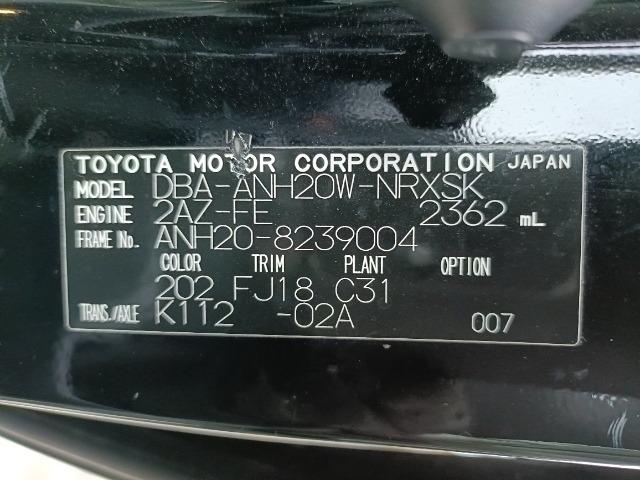 TOYOTA MOTOR CORPORATION JAPAN
MODEL DBA-ANH20W-NRXSK
ENGINE 2AZ-FE 2362 mL
FRAME No. ANH20-8239004
COLOR TRIM PLANT OPTION
202 FJ18 C31
TRANS./AXLE K112 -02A 007